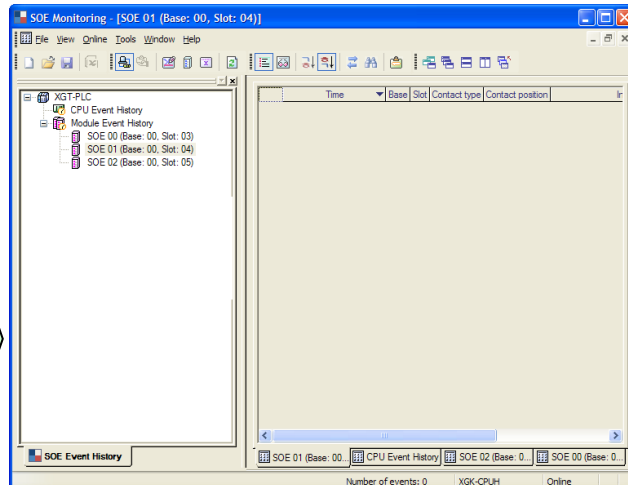 SOE Monitoring - [SOE 01 (Base: 00, Slot: 04)]
File View Online Tools Window Help
XGT-PLC
CPU Event History
Module Event History
SOE 00 (Base: 00, Slot: 03)
SOE 01 (Base: 00, Slot: 04)
SOE 02 (Base: 00, Slot: 05)
Time Base Slot Contact type Contact position Ir
SOE Event History
SOE 01 (Base: 00... CPU Event History SOE 02 (Base: 0... SOE 00 (Base: 0...
Number of events: 0 XGK-CPUH Online